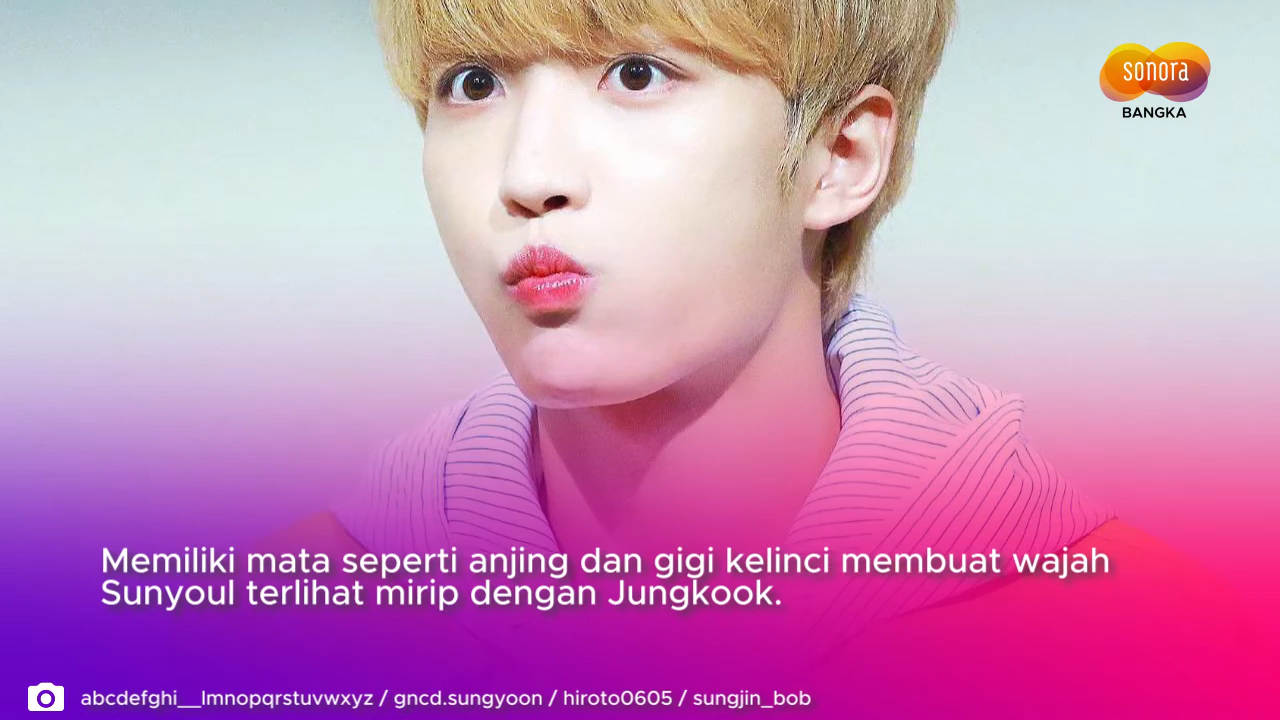 sonora
BANGKA
Memiliki mata seperti anjing dan gigi kelinci membuat wajah
Sunyoul terlihat mirip dengan Jungkook.
abcdefghi__lmnopqrstuvwxyz / gncd.sungyoon / hiroto0605 / sungjin_bob